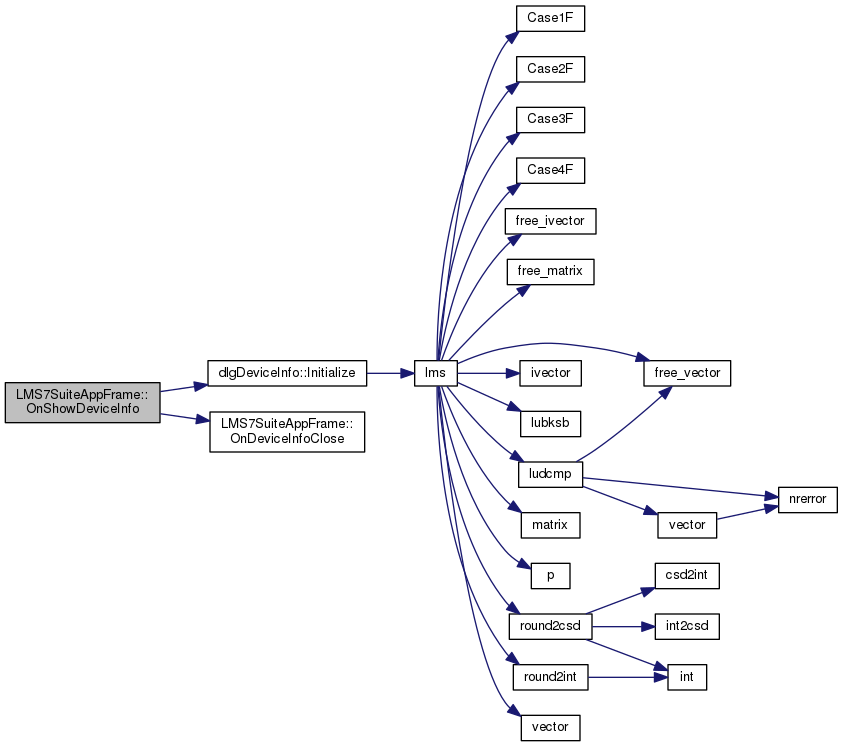 Case1F
Case2F
Case3F
Case4F
free_ivector
free_matrix
dlgDeviceInfo::Initialize
lms
ivector
free_vector
LMS7SuiteAppFrame::
OnShowDeviceInfo
LMS7SuiteAppFrame::
OnDeviceInfoClose
lubksb
ludcmp
nrerror
matrix
vector
p
csd2int
round2csd
int2csd
round2int
int
vector